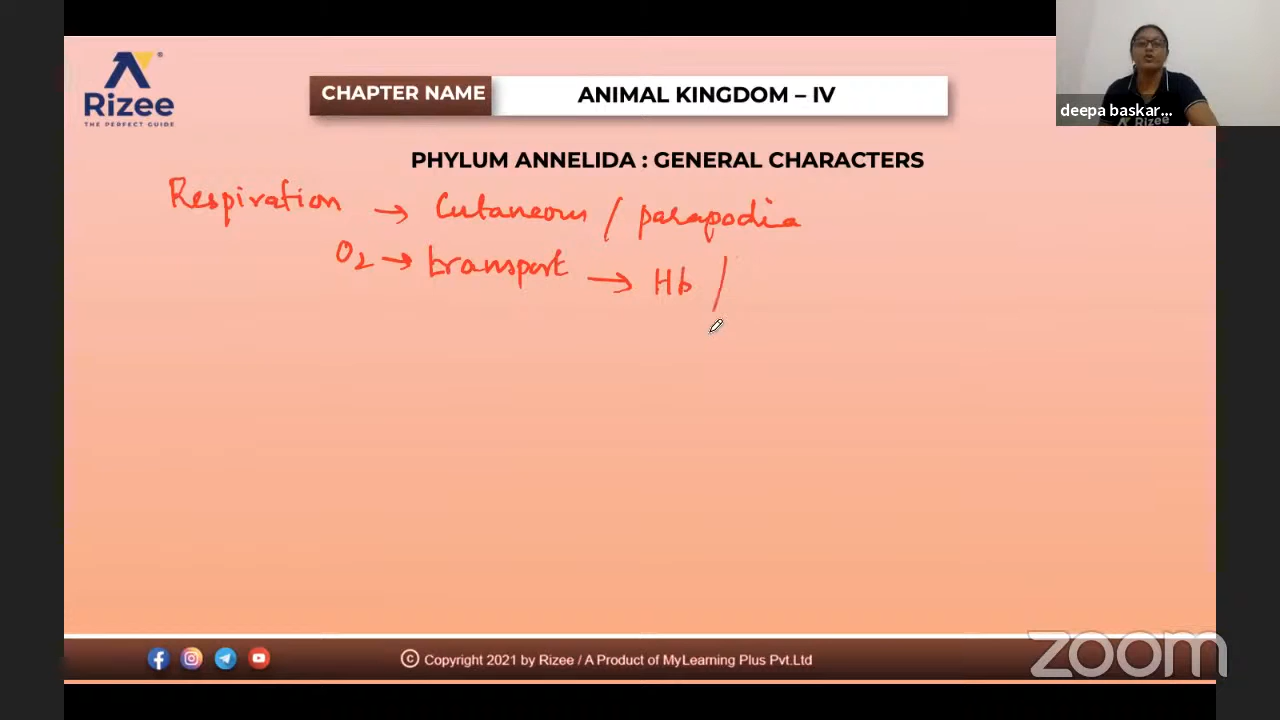 Rizee
THE PERFECT GUIDE
CHAPTER NAME
ANIMAL KINGDOM – IV
deepa baskar...
Rizee
PHYLUM ANNELIDA : GENERAL CHARACTERS
Respiration → Cutaneous / parapodia
O2 → transport → Hb /
© Copyright 2021 by Rizee / A Product of MyLearning Plus Pvt.Ltd
zoom